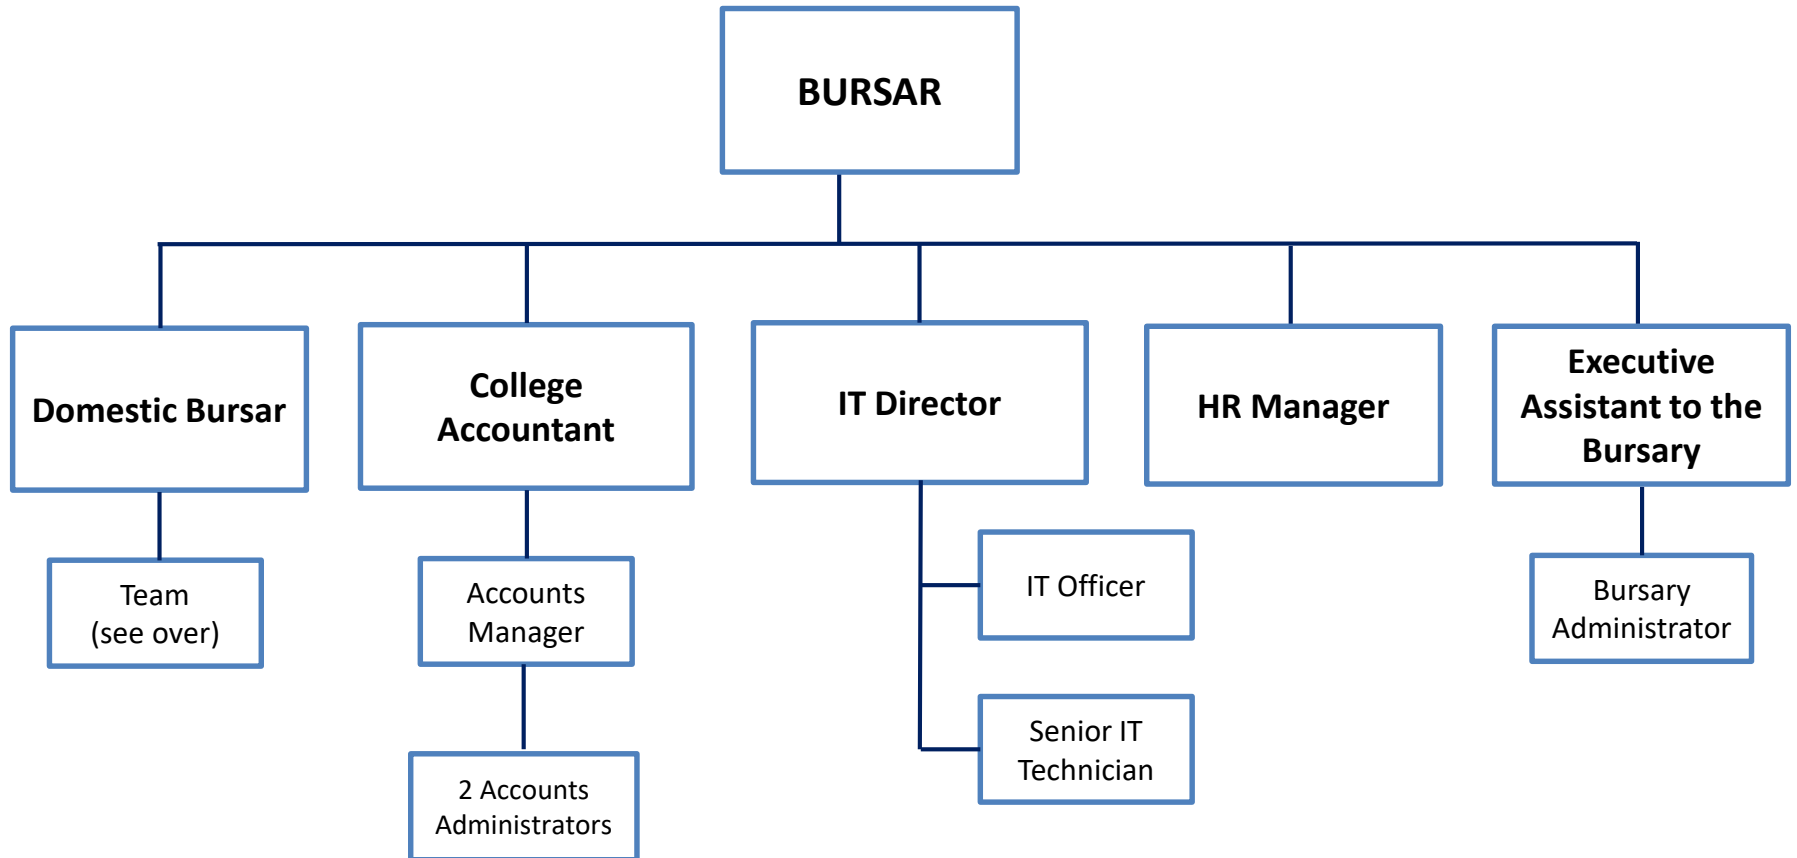 BURSAR
Domestic Bursar
College
Accountant
IT Director
HR Manager
Executive
Assistant to the
Bursary
Team
(see over)
Accounts
Manager
IT Officer
Bursary
Administrator
Senior IT
Technician
2 Accounts
Administrators